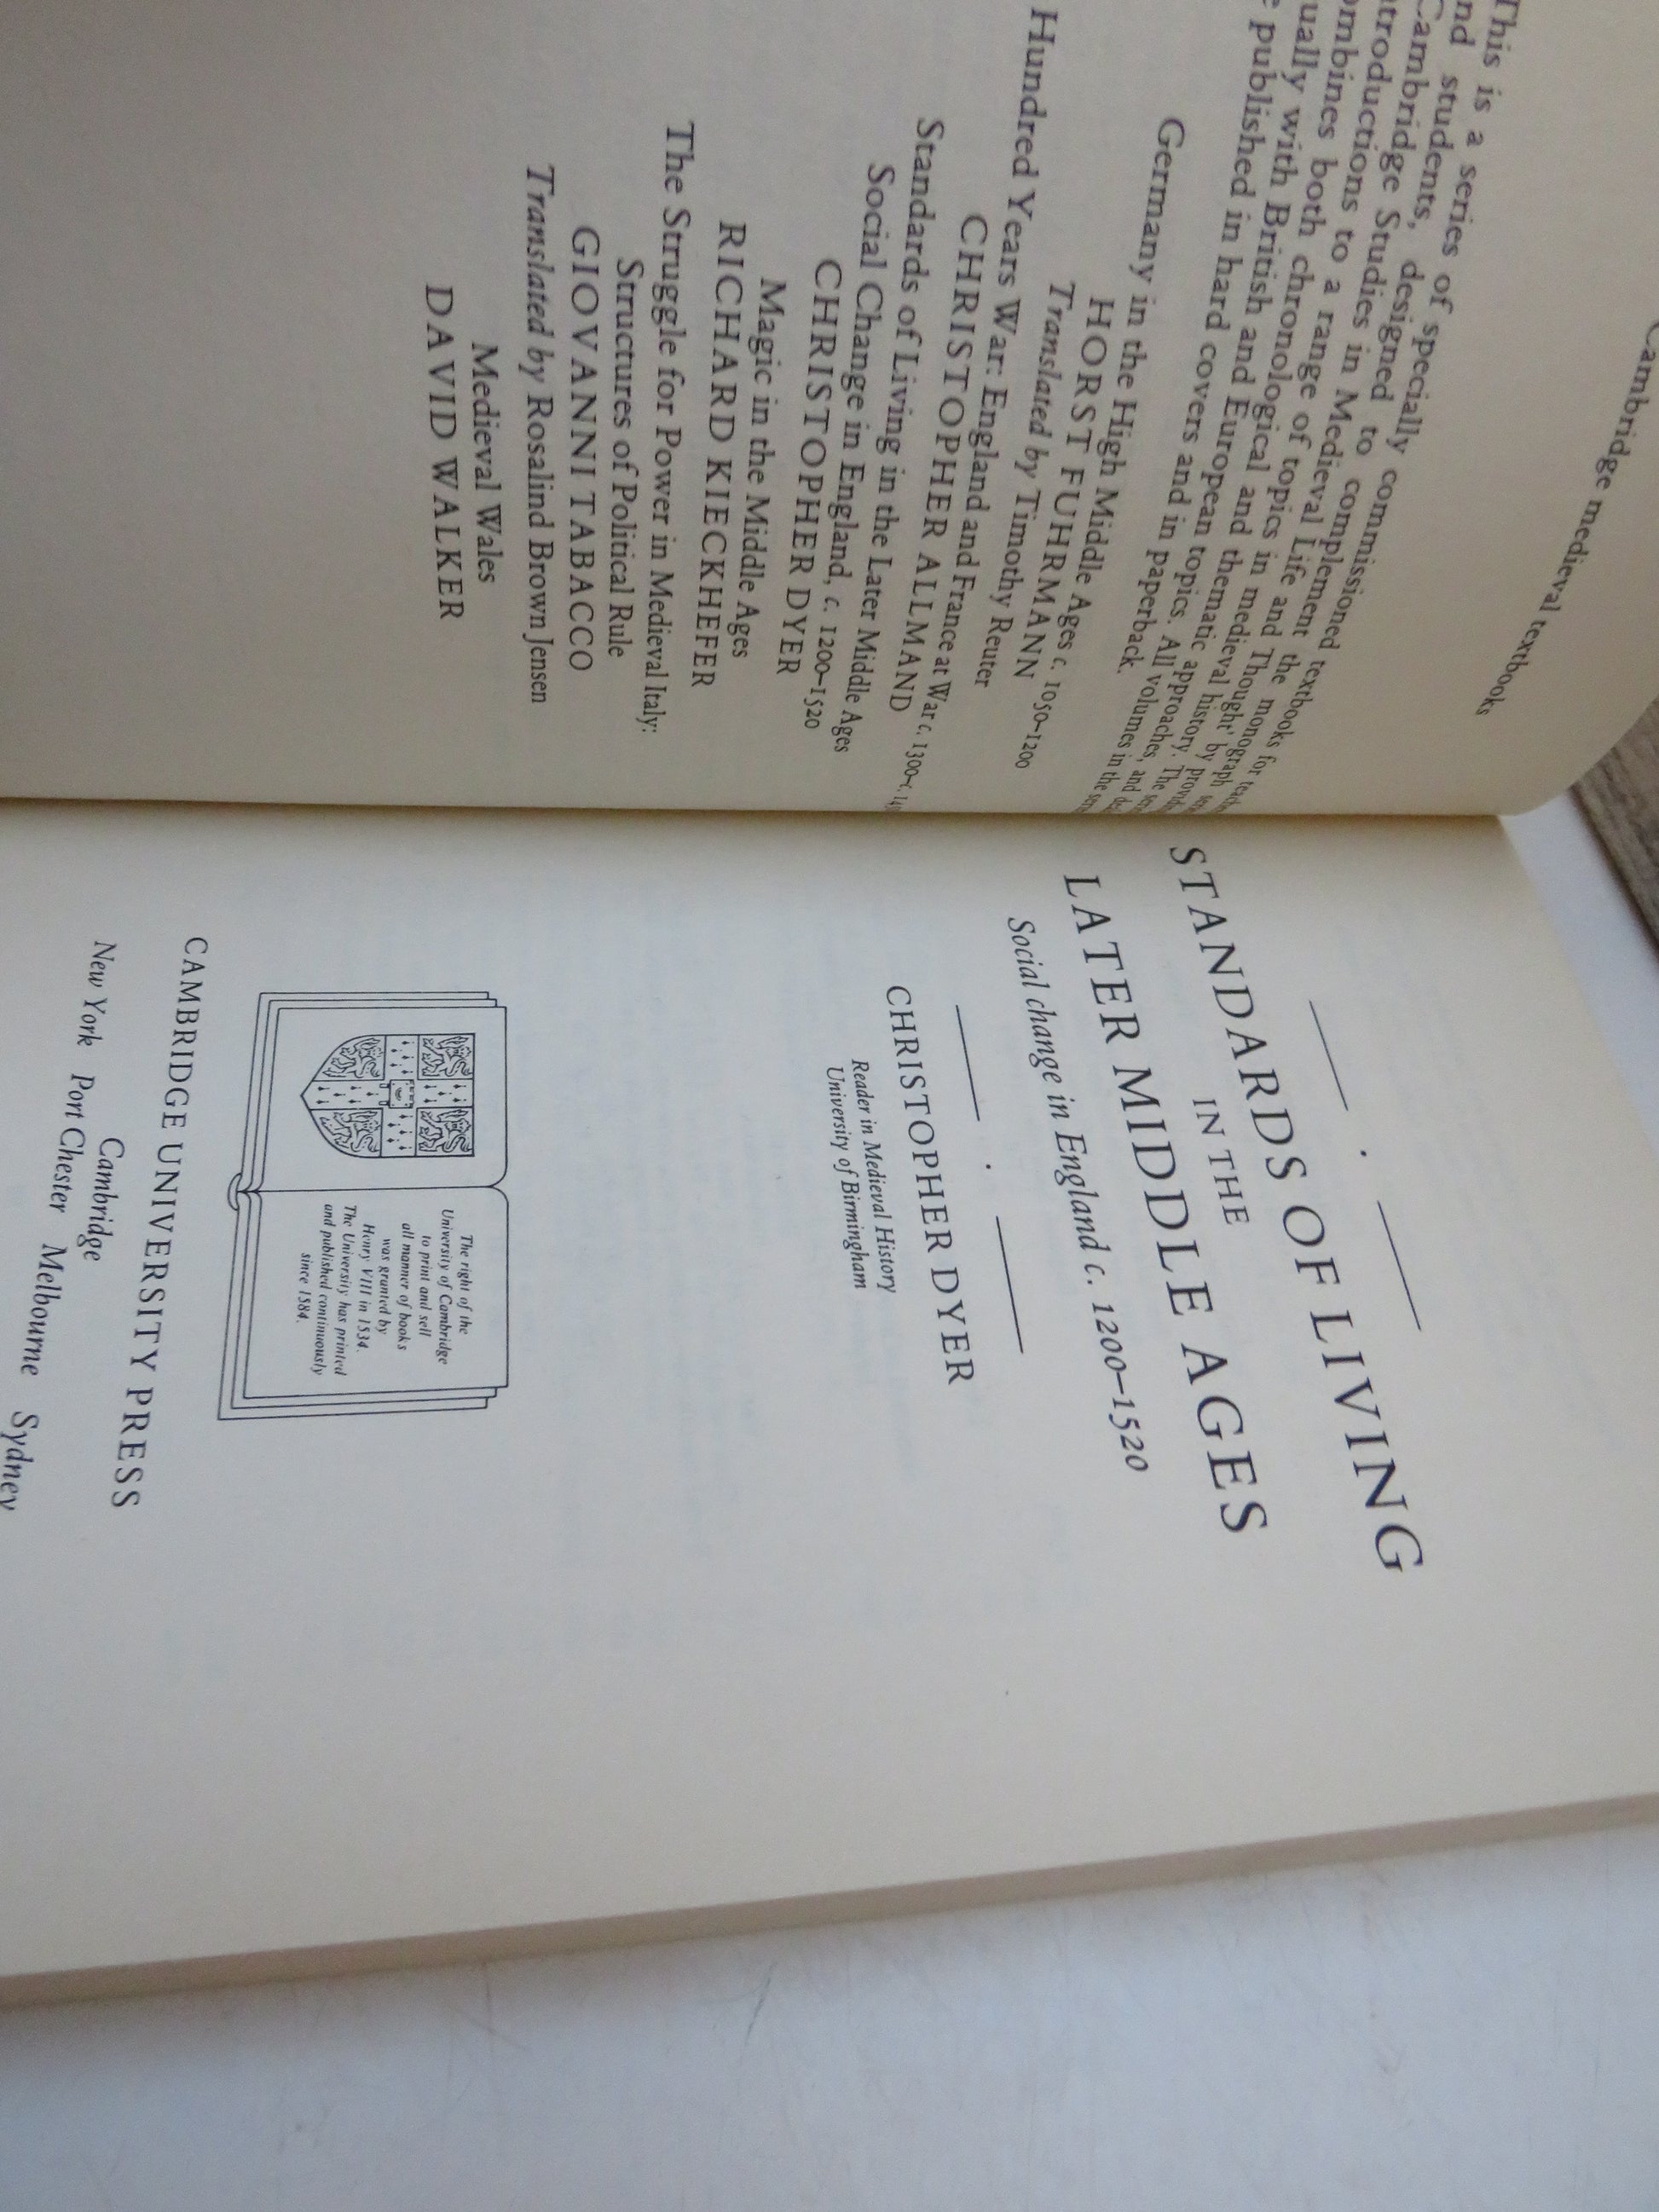 Cambridge medieval textbooks
This is a series of specially commissioned textbooks for
nd students, designed to complement the monograph
Cambridge Studies in Medieval Life and Thought' by
troductions to a range of topics in medieval history.
ombines both chronological and thematic approaches, and
ually with British and European topics. All volumes in the
published in hard covers and in paperback.
Germany in the High Middle Ages c. 1050–1200
HORST FUHRMANN
Translated by Timothy Reuter
Hundred Years War: England and France at War c. 1300–c.
CHRISTOPHER ALLMAND
Standards of Living in the Later Middle Ages
Social Change in England, c. 1200–1520
CHRISTOPHER DYER
Magic in the Middle Ages
RICHARD KIECKHEFER
The Struggle for Power in Medieval Italy:
Structures of Political Rule
GIOVANNI TABACCO
Translated by Rosalind Brown Jensen
Medieval Wales
DAVID WALKER
STANDARDS OF LIVING
IN THE
LATER MIDDLE AGES
Social change in England c. 1200–1520
CHRISTOPHER DYER
Reader in Medieval History
University of Birmingham
The right of the
University of Cambridge
to print and sell
all manner of books
was granted by
Henry VIII in 1534.
The University has printed
and published continuously
since 1584.
CAMBRIDGE UNIVERSITY PRESS
Cambridge
New York Port Chester Melbourne Sydney